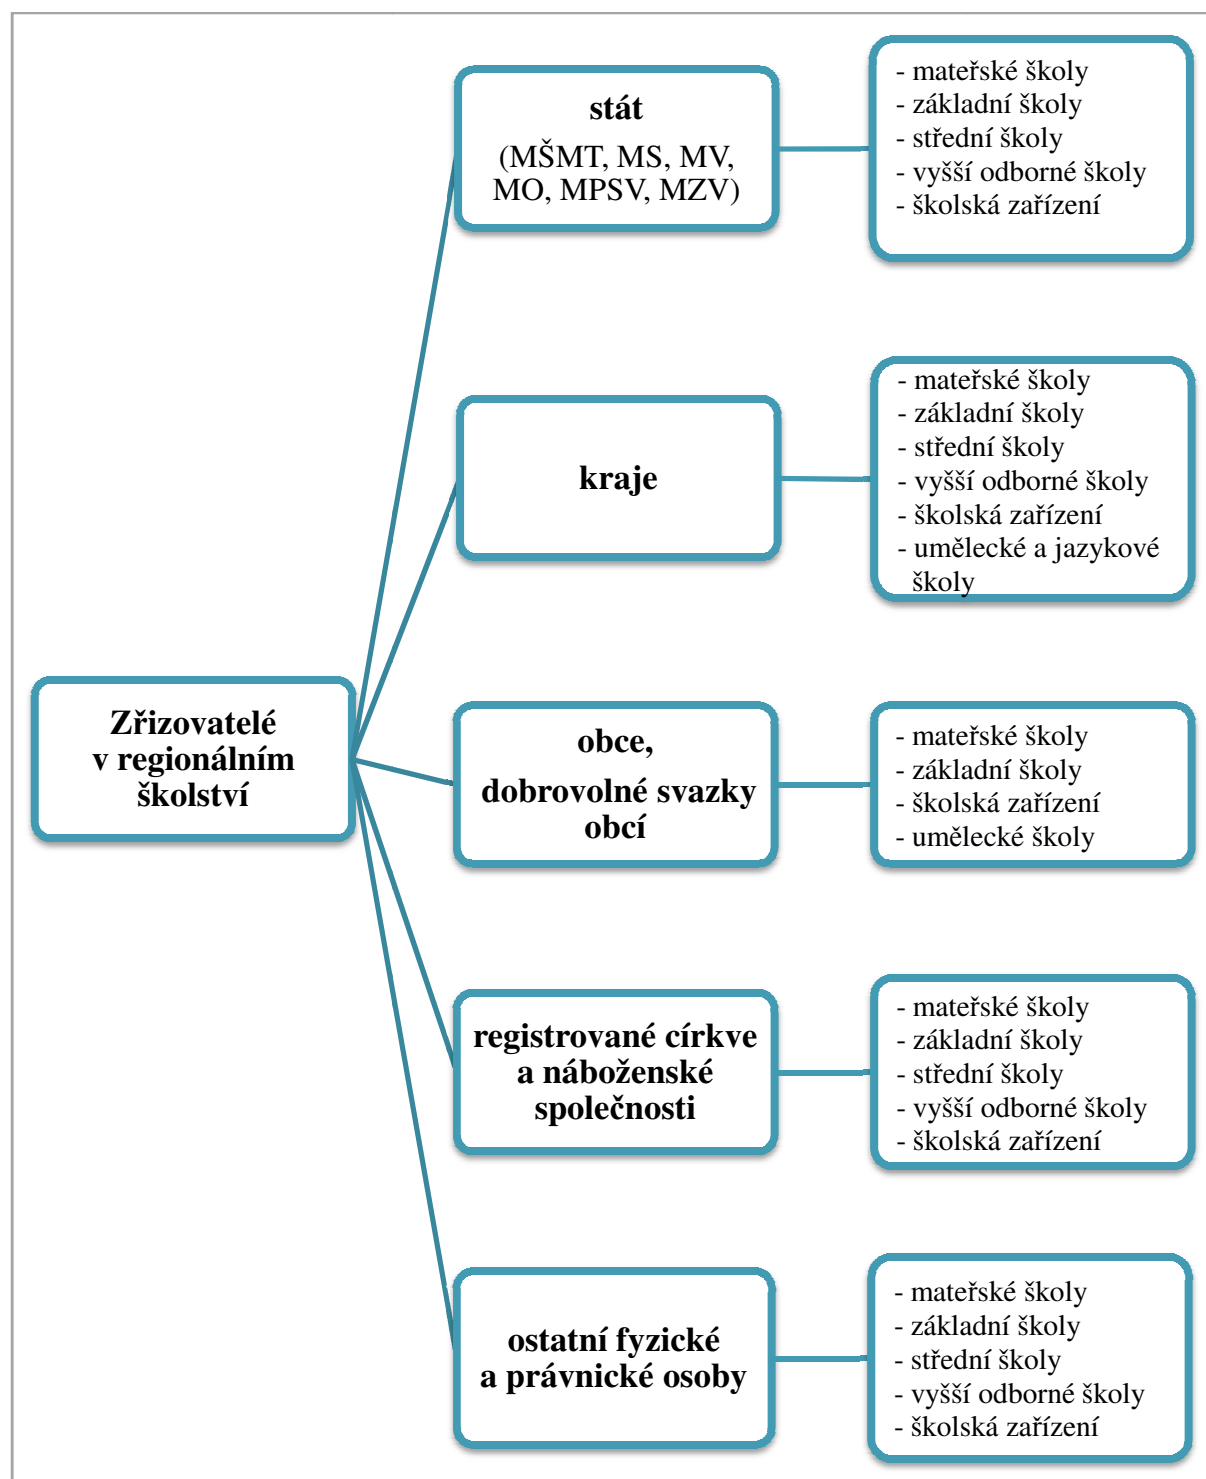 Zřizovatelé
v regionálním
školství
stát
(MŠMT, MS, MV,
MO, MPSV, MZV)
- mateřské školy
- základní školy
- střední školy
- vyšší odborné školy
- školská zařízení
kraje
- mateřské školy
- základní školy
- střední školy
- vyšší odborné školy
- školská zařízení
- umělecké a jazykové
školy
obce,
dobrovolné svazky
obcí
- mateřské školy
- základní školy
- školská zařízení
- umělecké školy
registrované církve
a náboženské
společnosti
- mateřské školy
- základní školy
- střední školy
- vyšší odborné školy
- školská zařízení
ostatní fyzické
a právnické osoby
- mateřské školy
- základní školy
- střední školy
- vyšší odborné školy
- školská zařízení